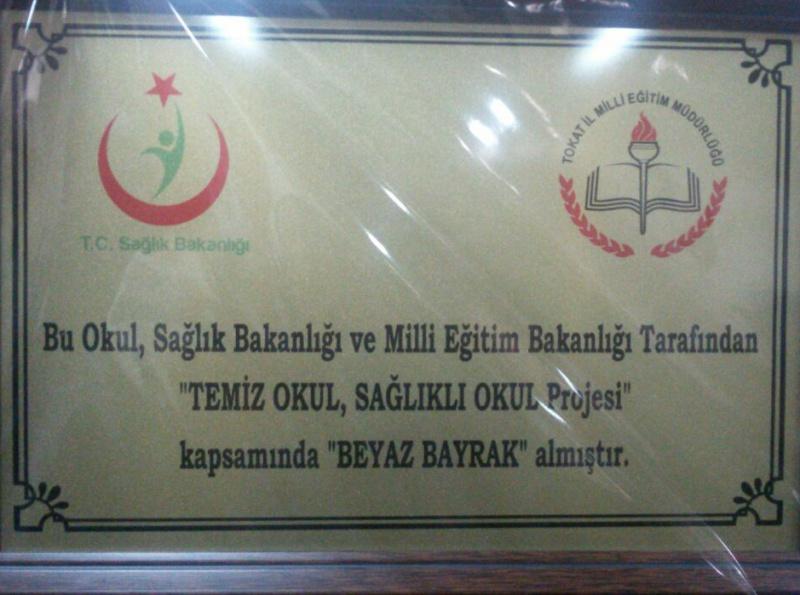 TOKAT İL MİLLİ EĞİTİM MÜDÜRLÜĞÜ
T.C. Sağlık Bakanlığı
Bu Okul, Sağlık Bakanlığı ve Milli Eğitim Bakanlığı Tarafından
"TEMİZ OKUL, SAĞLIKLI OKUL Projesi"
kapsamında "BEYAZ BAYRAK" almıştır.